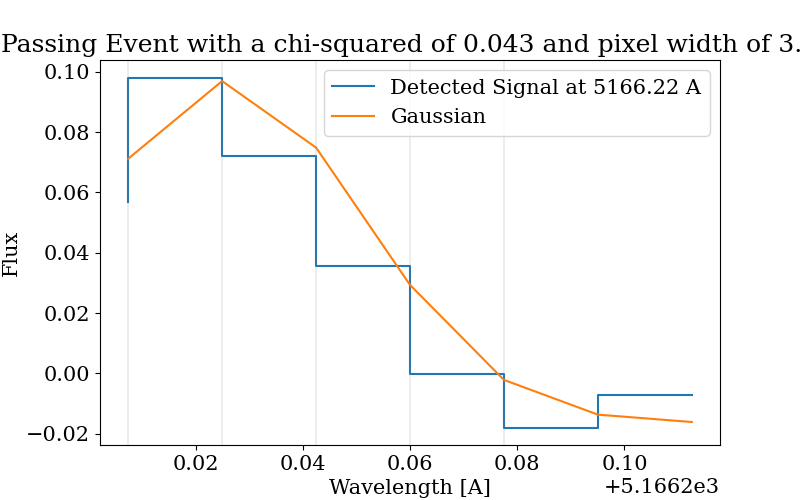 Passing Event with a chi-squared of 0.043 and pixel width of 3.
0.10
0.08
0.06
0.04
0.02
0.00
−0.02
Flux
Detected Signal at 5166.22 A
Gaussian
0.02 0.04 0.06 0.08 0.10
+5.1662e3
Wavelength [A]